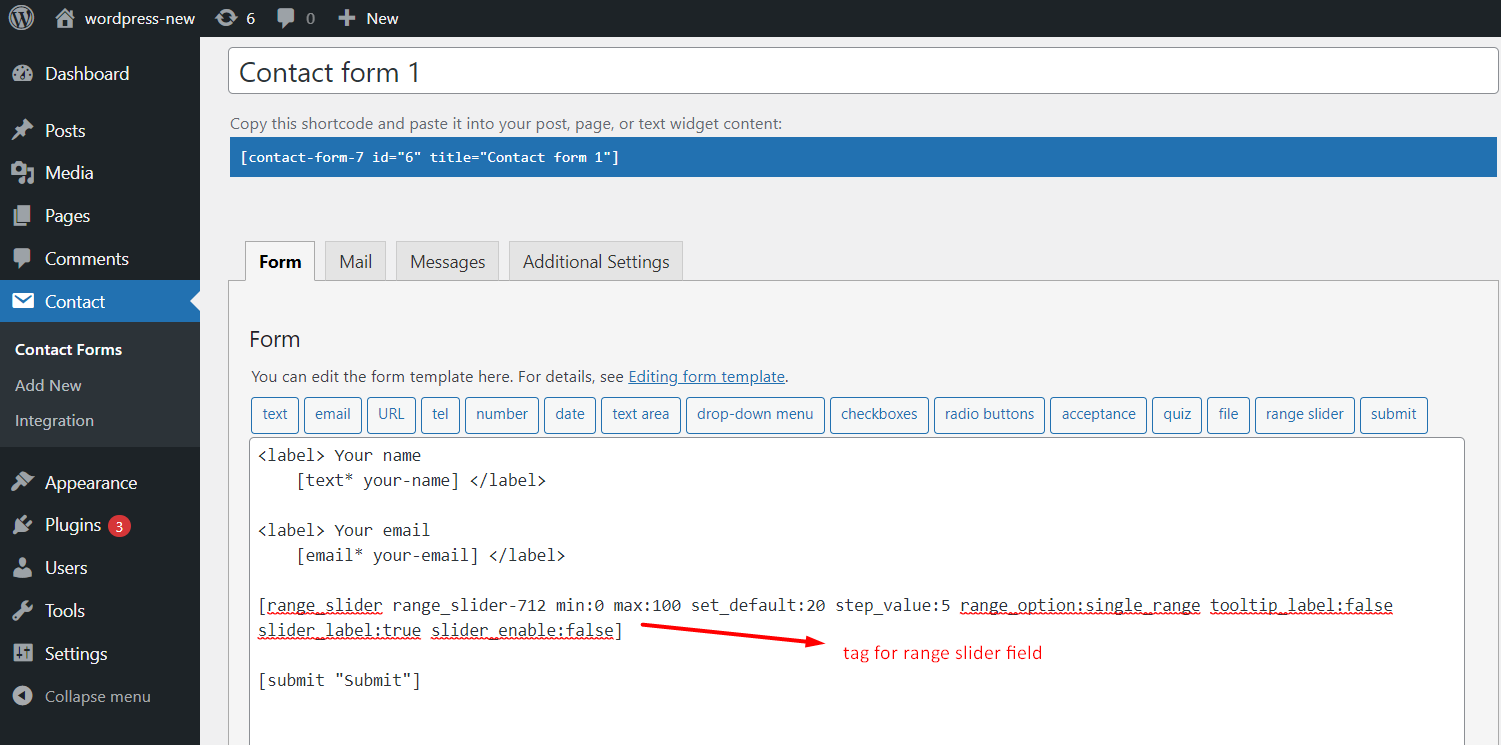 wordpress-new 6 0 New
Dashboard
Posts
Media
Pages
Comments
Contact
Contact Forms
Add New
Integration
Appearance
Plugins 3
Users
Tools
Settings
Collapse menu
Contact form 1
Copy this shortcode and paste it into your post, page, or text widget content:
[contact-form-7 id="6" title="Contact form 1"]
Form Mail Messages Additional Settings
Form
You can edit the form template here. For details, see Editing form template.
text email URL tel number date text area drop-down menu checkboxes radio buttons acceptance quiz file range slider submit
<label> Your name
[text* your-name] </label>
<label> Your email
[email* your-email] </label>
[range_slider range_slider-712 min:0 max:100 set_default:20 step_value:5 range_option:single_range tooltip_label:false
slider_label:true slider_enable:false]
tag for range slider field
[submit "Submit"]